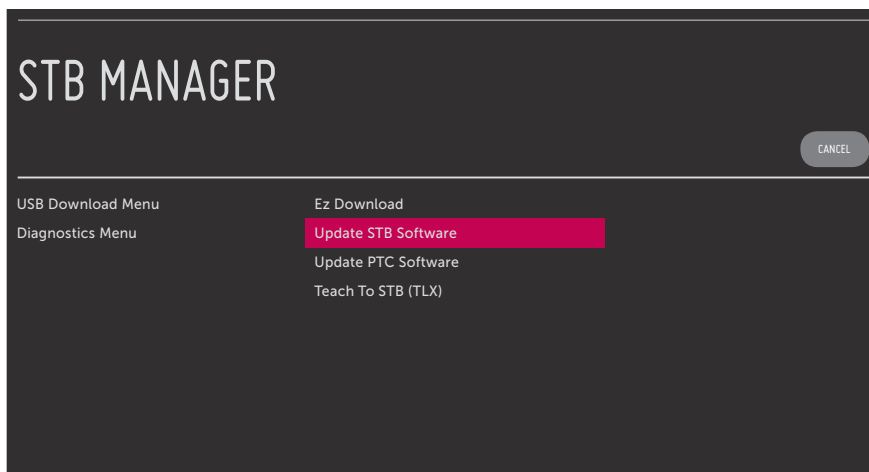 STB MANAGER
CANCEL
USB Download Menu
Diagnostics Menu
Ez Download
Update STB Software
Update PTC Software
Teach To STB (TLX)